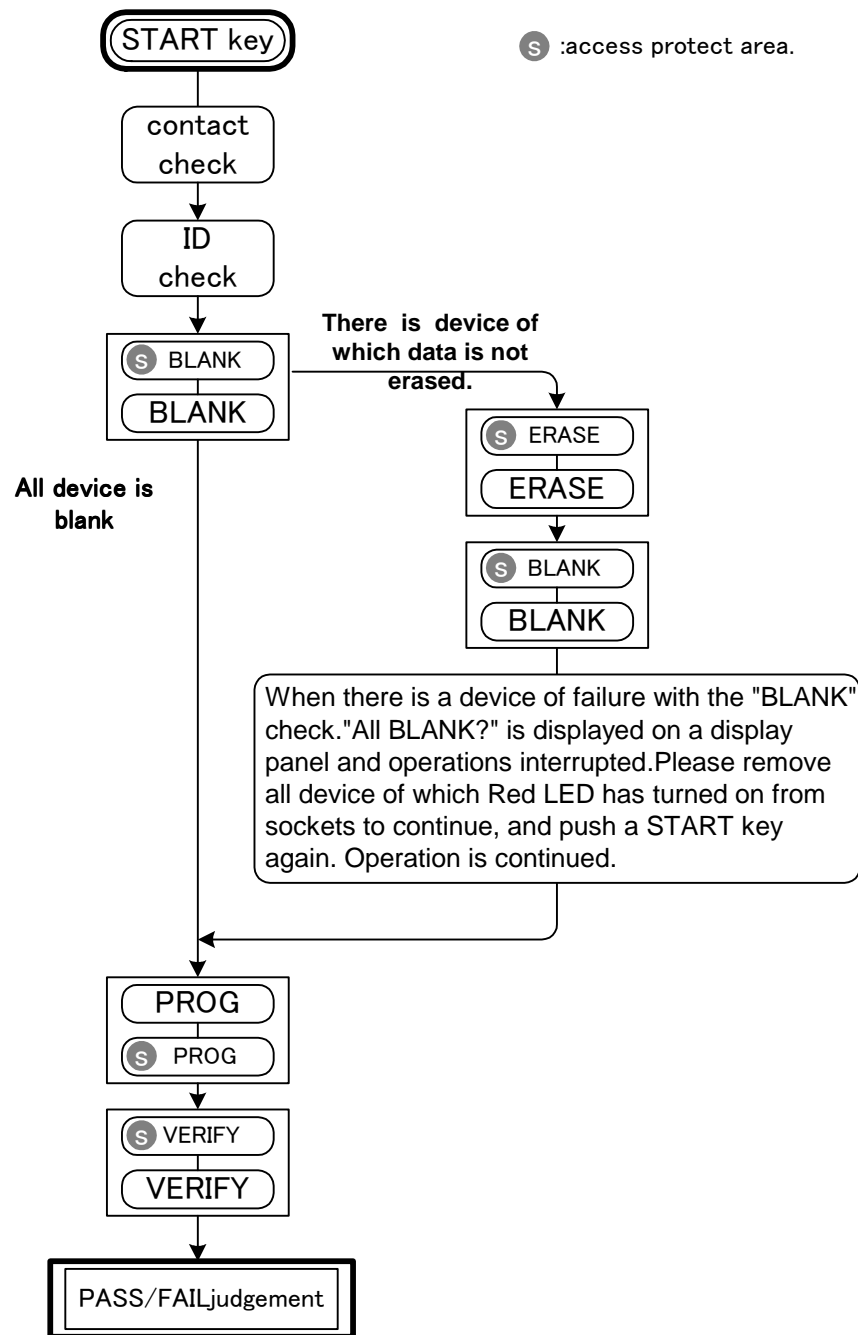 START key
s :access protect area.
contact
check
ID
check
There is device of
which data is not
erased.
s BLANK
BLANK
s ERASE
ERASE
All device is
blank
s BLANK
BLANK
When there is a device of failure with the "BLANK"
check."All BLANK?" is displayed on a display
panel and operations interrupted.Please remove
all device of which Red LED has turned on from
sockets to continue, and push a START key
again. Operation is continued.
PROG
s PROG
s VERIFY
VERIFY
PASS/FAILjudgement